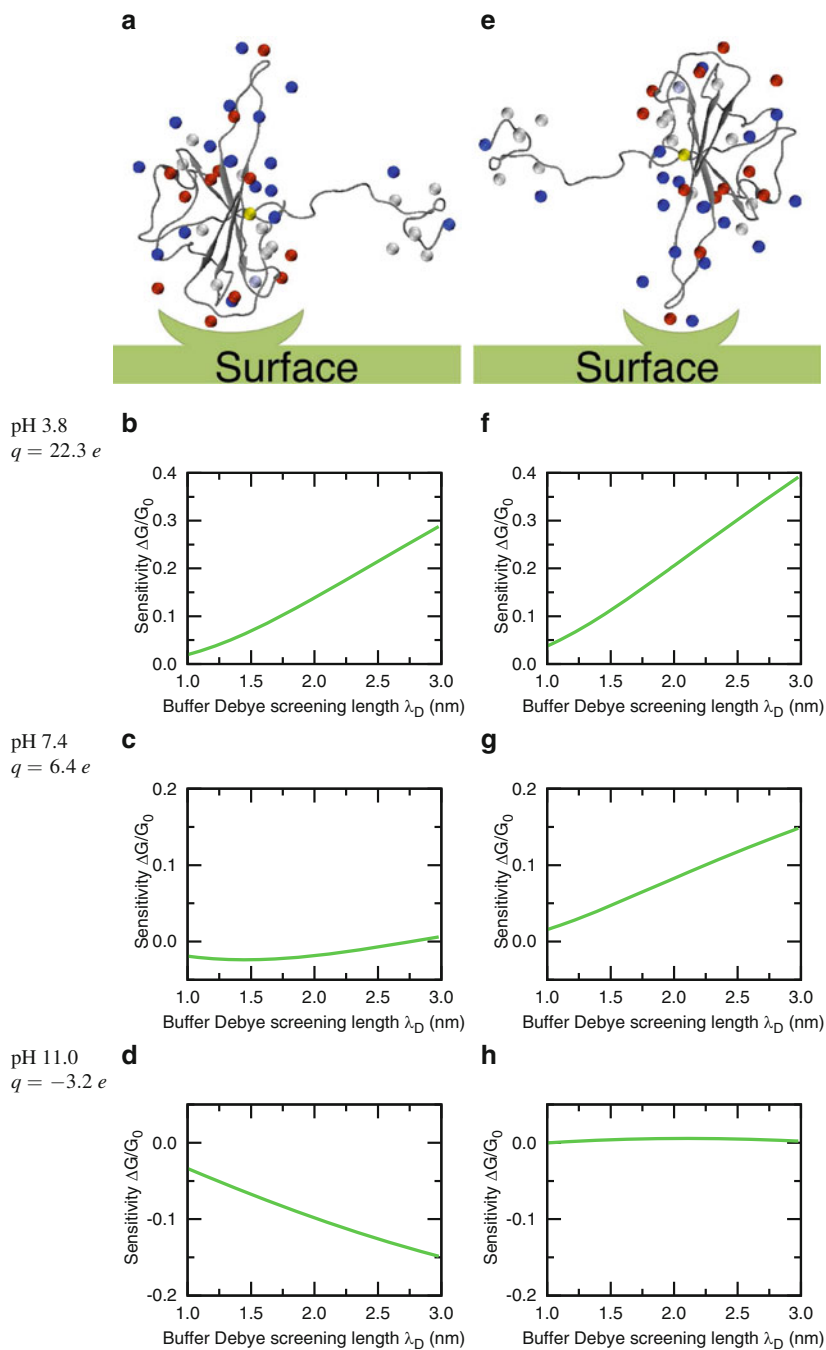 a
e
Surface
Surface
pH 3.8
q = 22.3 e
b
f
Sensitivity ΔG/G0
0.4
0.3
0.2
0.1
0.0
1.0 1.5 2.0 2.5 3.0
Buffer Debye screening length λD (nm)
Sensitivity ΔG/G0
0.4
0.3
0.2
0.1
0.0
1.0 1.5 2.0 2.5 3.0
Buffer Debye screening length λD (nm)
pH 7.4
q = 6.4 e
c
g
Sensitivity ΔG/G0
0.2
0.1
0.0
1.0 1.5 2.0 2.5 3.0
Buffer Debye screening length λD (nm)
Sensitivity ΔG/G0
0.2
0.1
0.0
1.0 1.5 2.0 2.5 3.0
Buffer Debye screening length λD (nm)
pH 11.0
q = −3.2 e
d
h
Sensitivity ΔG/G0
0.0
-0.1
-0.2
1.0 1.5 2.0 2.5 3.0
Buffer Debye screening length λD (nm)
Sensitivity ΔG/G0
0.0
-0.1
-0.2
1.0 1.5 2.0 2.5 3.0
Buffer Debye screening length λD (nm)